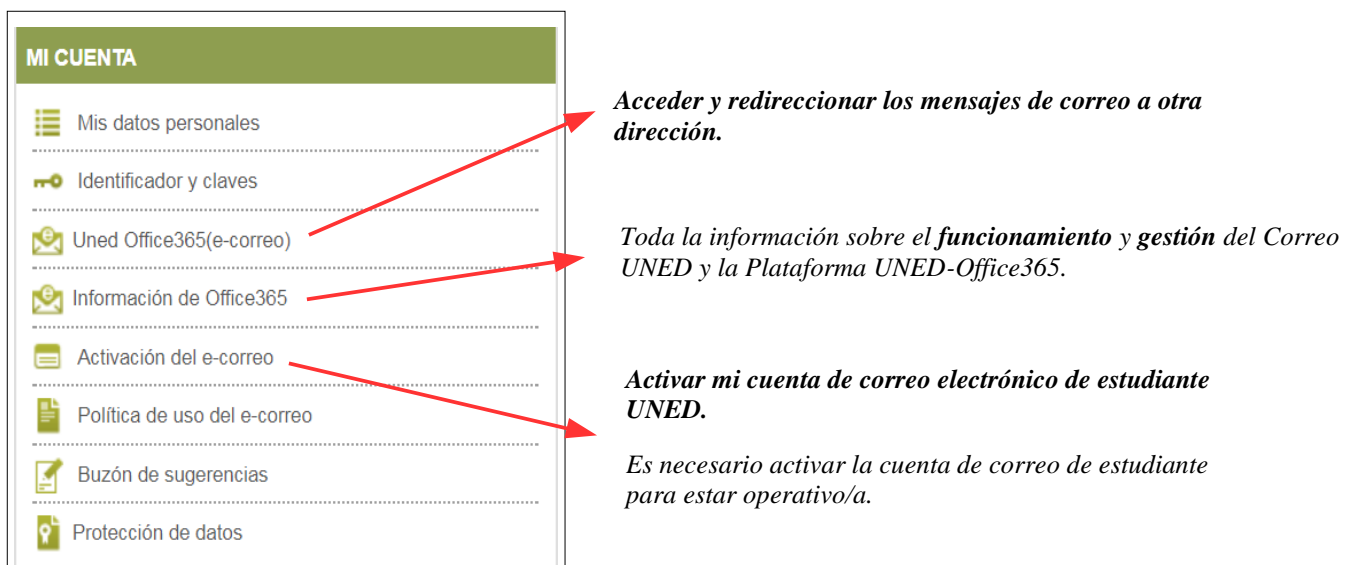 MI CUENTA
Mis datos personales
Identificador y claves
Uned Office365(e-correo)
Información de Office365
Activación del e-correo
Política de uso del e-correo
Buzón de sugerencias
Protección de datos
Acceder y redireccionar los mensajes de correo a otra
dirección.
Toda la información sobre el funcionamiento y gestión del Correo
UNED y la Plataforma UNED-Office365.
Activar mi cuenta de correo electrónico de estudiante
UNED.
Es necesario activar la cuenta de correo de estudiante
para estar operativo/a.